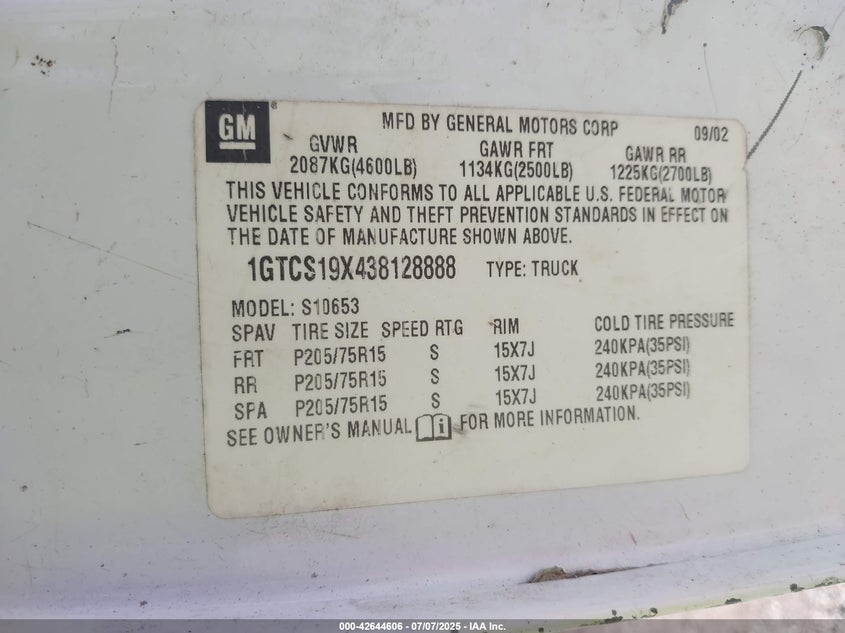 GM ®
MFD BY GENERAL MOTORS CORP 09/02
GVWR GAWR FRT GAWR RR
2087KG(4600LB) 1134KG(2500LB) 1225KG(2700LB)
THIS VEHICLE CONFORMS TO ALL APPLICABLE U.S. FEDERAL MOTOR
VEHICLE SAFETY AND THEFT PREVENTION STANDARDS IN EFFECT ON
THE DATE OF MANUFACTURE SHOWN ABOVE.
1GTCS19X438128888 TYPE: TRUCK
MODEL: S10653
SPAV TIRE SIZE SPEED RTG RIM COLD TIRE PRESSURE
FRT P205/75R15 S 15X7J 240KPA(35PSI)
RR P205/75R15 S 15X7J 240KPA(35PSI)
SPA P205/75R15 S 15X7J 240KPA(35PSI)
SEE OWNER'S MANUAL i FOR MORE INFORMATION.
000-42644606 - 07/07/2025 - IAA Inc.